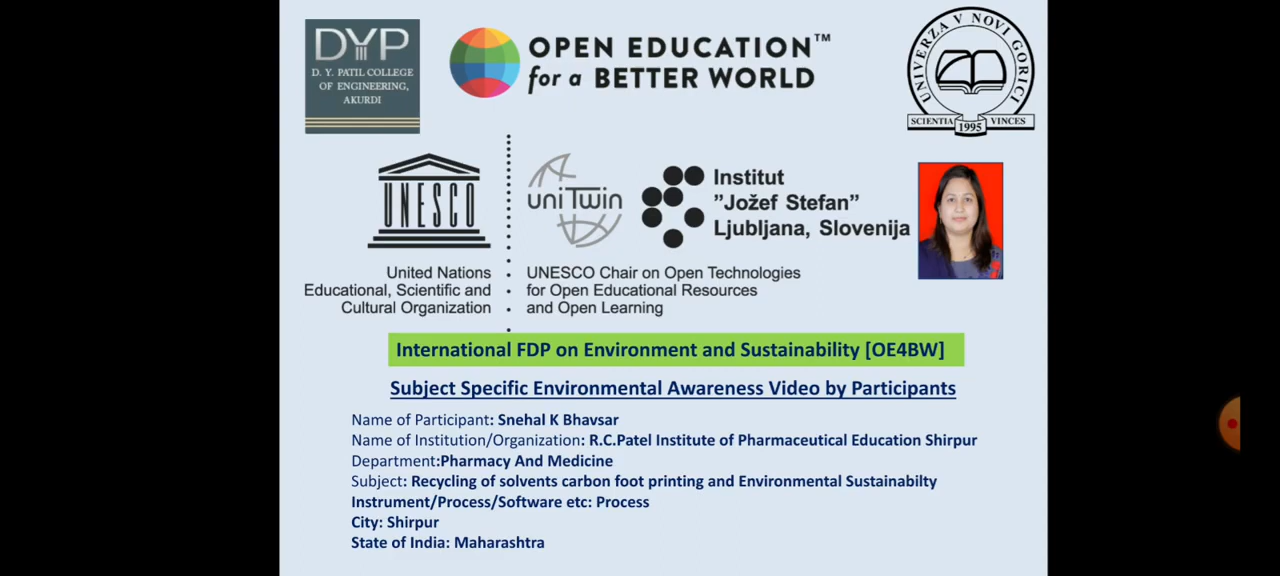 DYP
D. Y. PATIL COLLEGE
OF ENGINEERING,
AKURDI
OPEN EDUCATION™
for a BETTER WORLD
UNIVERZA V NOVI GORICI
SCIENTIA 1995 VINCES
UNESCO
United Nations
Educational, Scientific and
Cultural Organization
uniTwin
Institut
"Jožef Stefan"
Ljubljana, Slovenija
UNESCO Chair on Open Technologies
for Open Educational Resources
and Open Learning
International FDP on Environment and Sustainability [OE4BW]
Subject Specific Environmental Awareness Video by Participants
Name of Participant: Snehal K Bhavsar
Name of Institution/Organization: R.C.Patel Institute of Pharmaceutical Education Shirpur
Department:Pharmacy And Medicine
Subject: Recycling of solvents carbon foot printing and Environmental Sustainabilty
Instrument/Process/Software etc: Process
City: Shirpur
State of India: Maharashtra